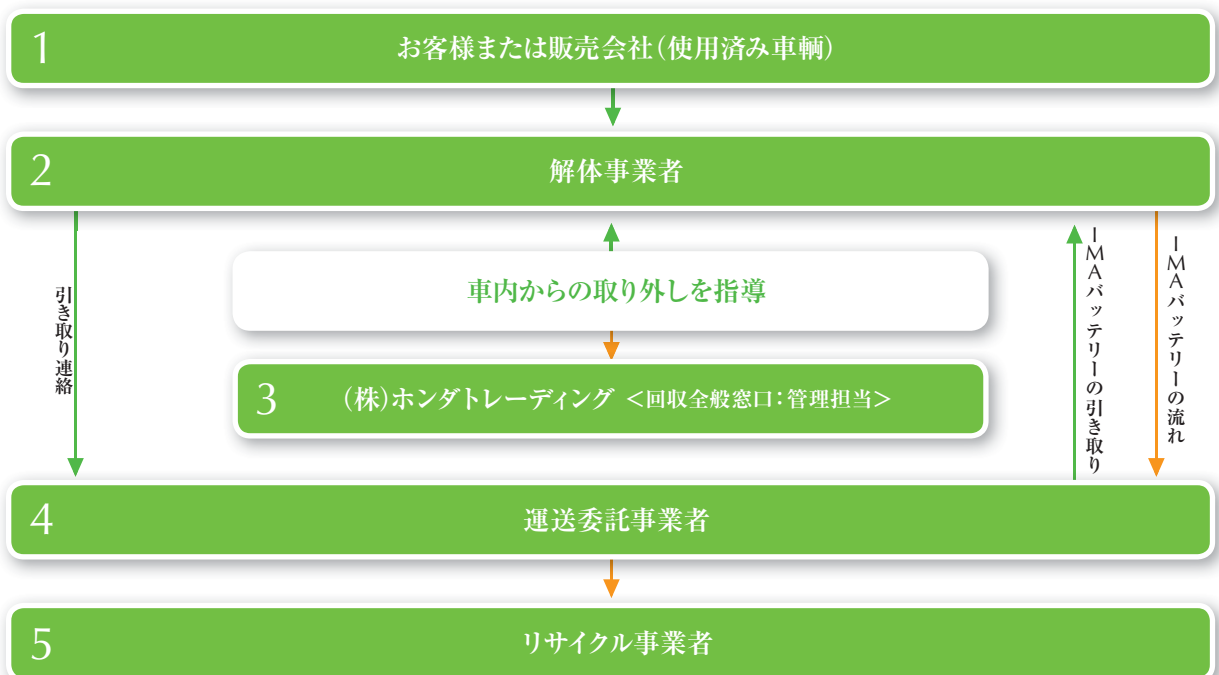 1 お客様または販売会社(使用済み車輌)
2 解体事業者
引き取り連絡
車内からの取り外しを指導
3 (株)ホンダトレーディング <回収全般窓口:管理担当>
IMAバッテリーの引き取り
IMAバッテリーの流れ
4 運送委託事業者
5 リサイクル事業者